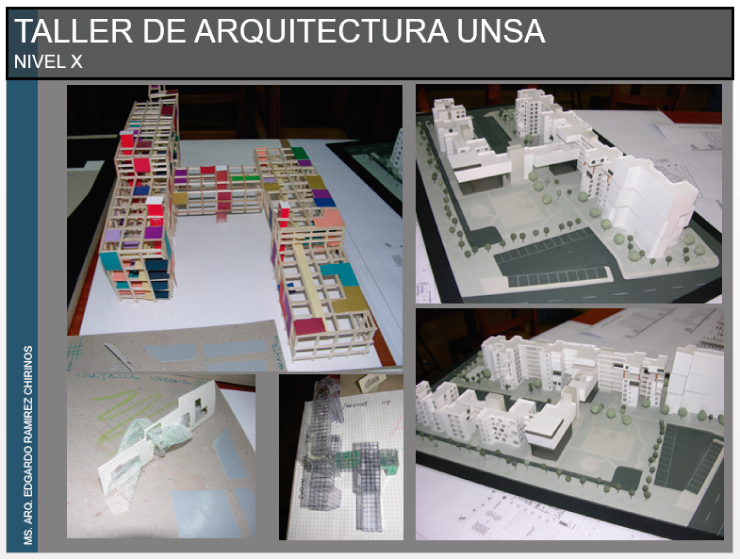 TALLER DE ARQUITECTURA UNSA
NIVEL X
MS. ARQ. EDGARDO RAMIREZ CHIRINOS